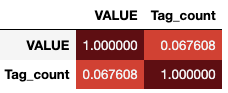 VALUE Tag_count
VALUE 1.000000 0.067608
Tag_count 0.067608 1.000000